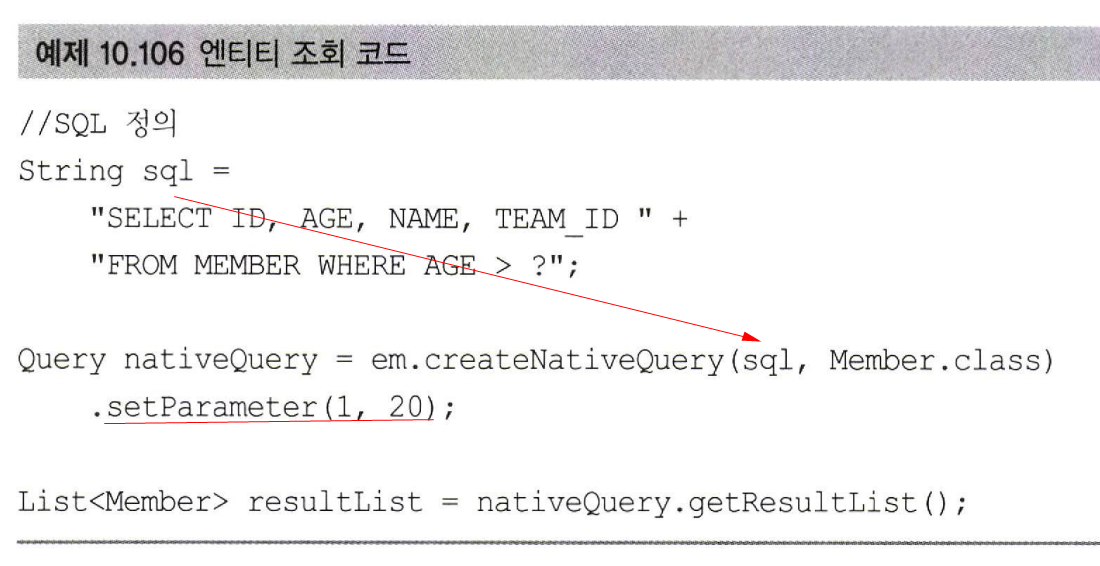 예제 10.106 엔티티 조회 코드
//SQL 정의
String sql =
"SELECT ID, AGE, NAME, TEAM_ID " +
"FROM MEMBER WHERE AGE > ?";
Query nativeQuery = em.createNativeQuery(sql, Member.class)
.setParameter(1, 20);
List<Member> resultList = nativeQuery.getResultList();